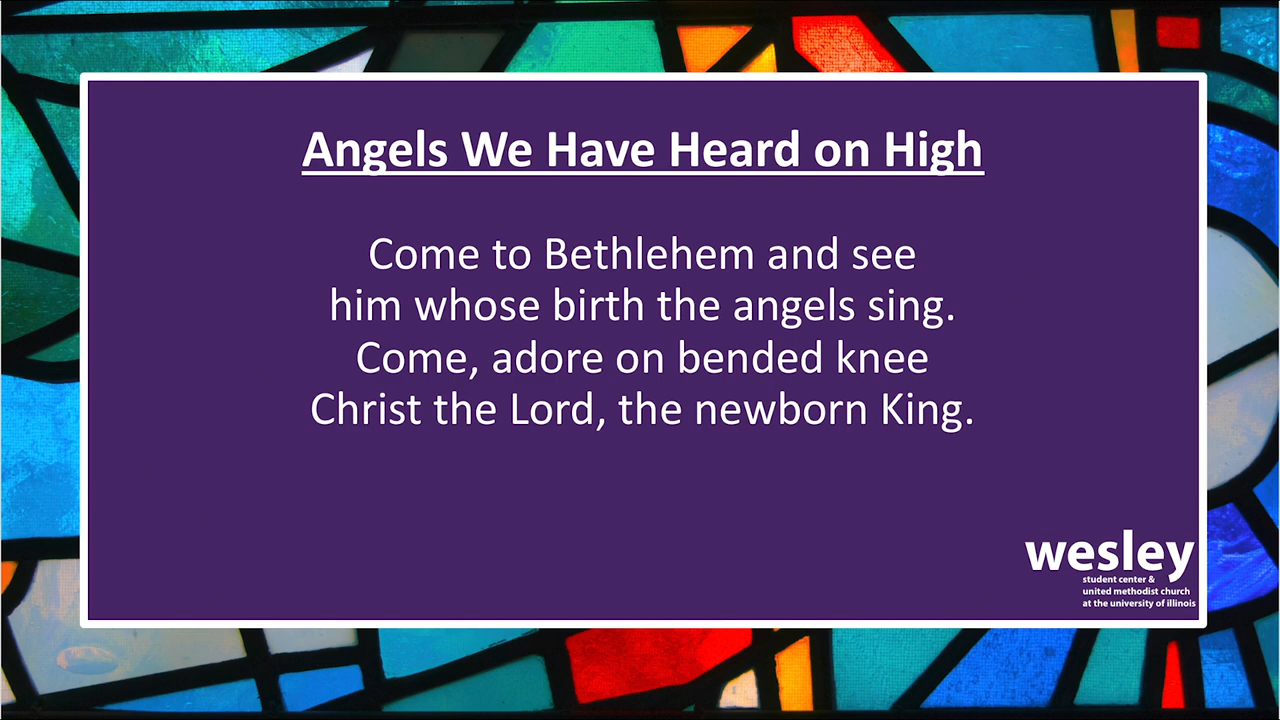 Angels We Have Heard on High
Come to Bethlehem and see
him whose birth the angels sing.
Come, adore on bended knee
Christ the Lord, the newborn King.
wesley
student center &
united methodist church
at the university of illinois